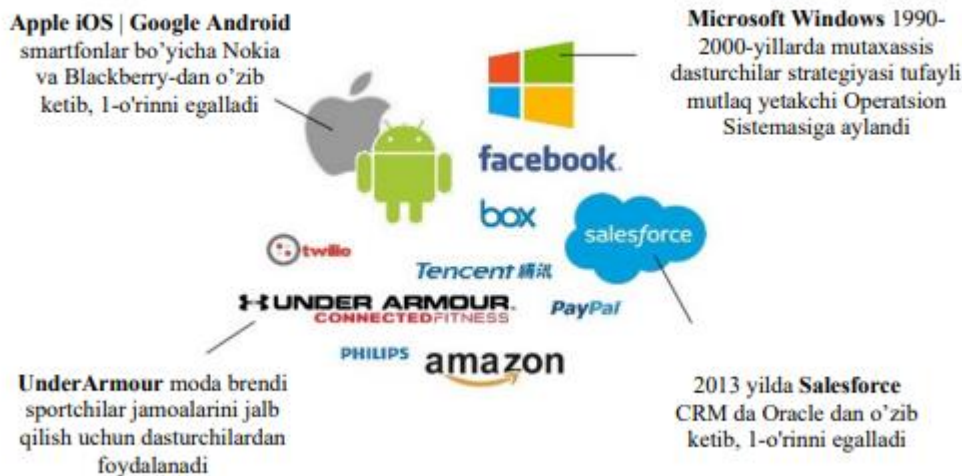 Apple iOS | Google Android
smartfonlar bo’yicha Nokia
va Blackberry-dan o’zib
ketib, 1-o'rinni egalladi
Microsoft Windows 1990-
2000-yillarda mutaxassis
dasturchilar strategiyasi tufayli
mutlaq yetakchi Operatsion
Sistemasiga aylandi
facebook.
box
salesforce
twilio
Tencent 腾讯
UNDER ARMOUR.
CONNECTEDFITNESS
PayPal
PHILIPS
amazon
UnderArmour moda brendi
sportchilar jamoalarini jalb
qilish uchun dasturchilardan
foydalanadi
2013 yilda Salesforce
CRM da Oracle dan o’zib
ketib, 1-o'rinni egalladi